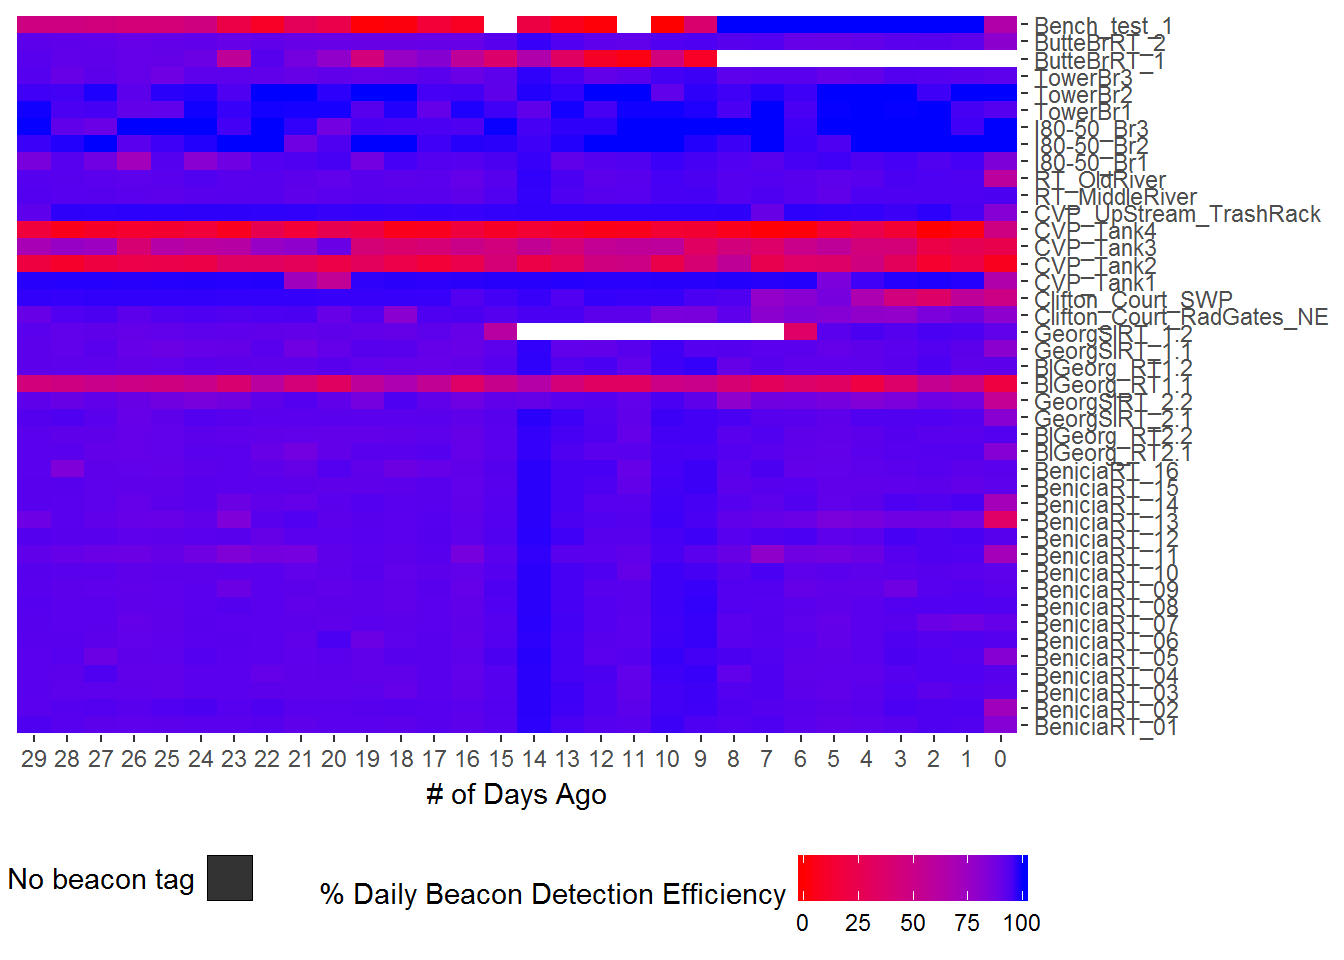 Bench_test_1
ButteBrRT_2
ButteBrRT_1
TowerBr3
TowerBr2
TowerBr1
I80-50_Br3
I80-50_Br2
I80-50_Br1
RT_OldRiver
RT_MiddleRiver
CVP_UpStream_TrashRack
CVP_Tank4
CVP_Tank3
CVP_Tank2
CVP_Tank1
Clifton_Court_SWP
Clifton_Court_RadGates_NE
GeorgSlRT_1.2
GeorgSlRT_1.1
BlGeorg_RT1.2
BlGeorg_RT1.1
GeorgSlRT_2.2
GeorgSlRT_2.1
BlGeorg_RT2.2
BlGeorg_RT2.1
BeniciaRT_16
BeniciaRT_15
BeniciaRT_14
BeniciaRT_13
BeniciaRT_12
BeniciaRT_11
BeniciaRT_10
BeniciaRT_09
BeniciaRT_08
BeniciaRT_07
BeniciaRT_06
BeniciaRT_05
BeniciaRT_04
BeniciaRT_03
BeniciaRT_02
BeniciaRT_01
29 28 27 26 25 24 23 22 21 20 19 18 17 16 15 14 13 12 11 10 9 8 7 6 5 4 3 2 1 0
# of Days Ago
No beacon tag
% Daily Beacon Detection Efficiency
0 25 50 75 100